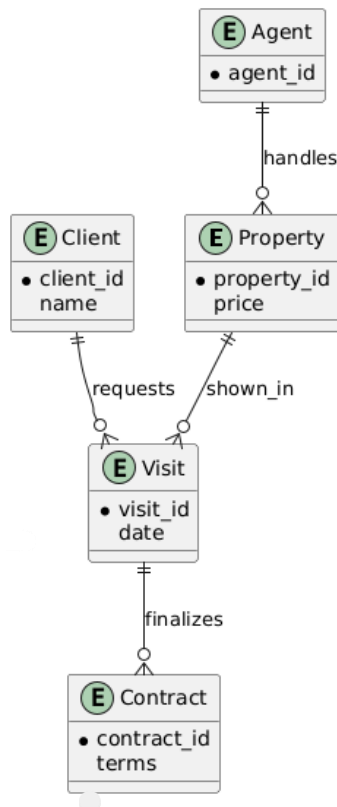 E Agent
agent_id
handles
E Client
client_id
name
E Property
property_id
price
requests
shown_in
E Visit
visit_id
date
finalizes
E Contract
contract_id
terms